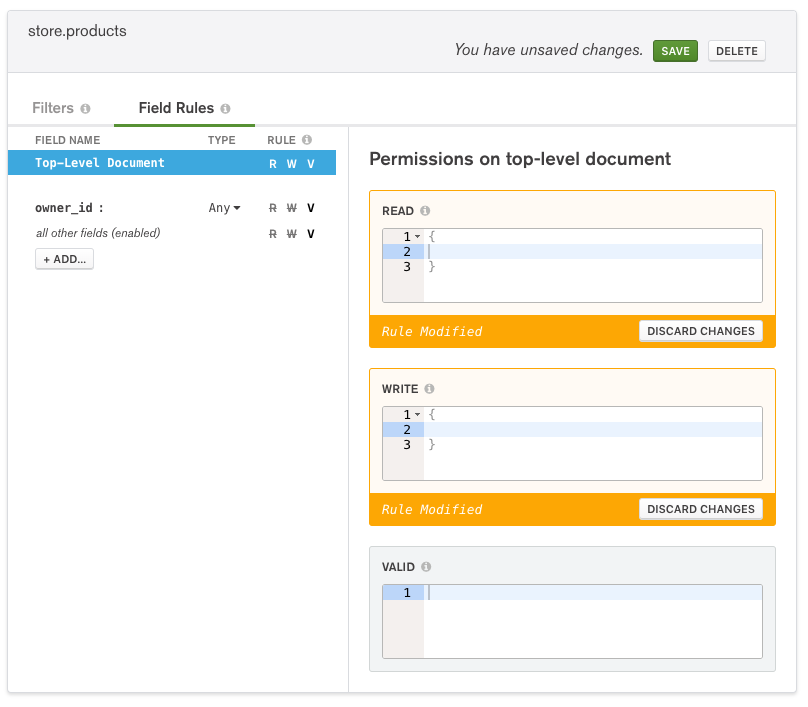 store.products
You have unsaved changes. SAVE DELETE
Filters Field Rules
FIELD NAME TYPE RULE
Top-Level Document R W V
owner_id : Any R W V
all other fields (enabled) R W V
+ ADD...
Permissions on top-level document
READ
1 {
2
3 }
Rule Modified DISCARD CHANGES
WRITE
1 {
2
3 }
Rule Modified DISCARD CHANGES
VALID
1